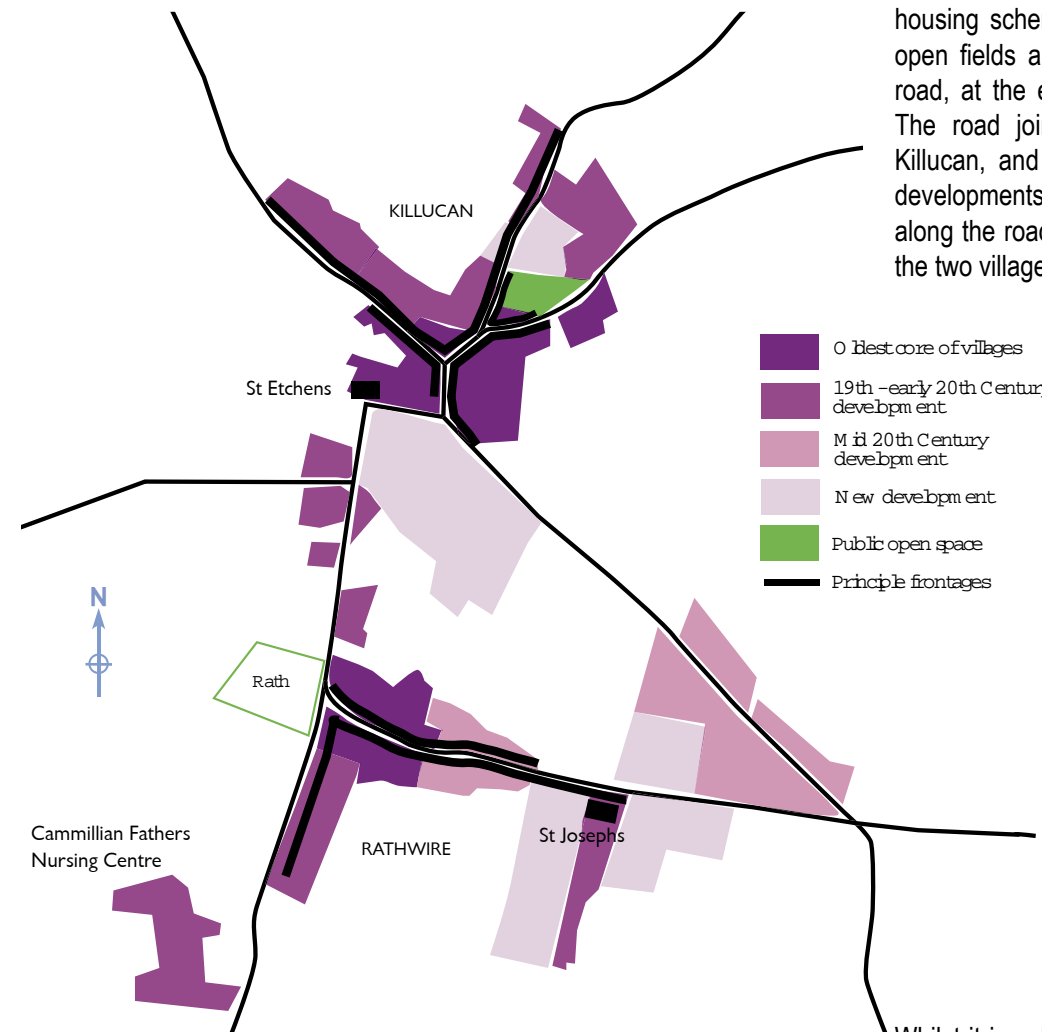 housing sche
open fields a
road, at the e
The road joi
Killucan, and
developments
along the road
the two village
KILLUCAN
St Etchens
Oldest core of villages
19th - early 20th Century
development
Mid 20th Century
development
New development
Public open space
Principle frontages
N
Rath
Cammillian Fathers
Nursing Centre
RATHWIRE
St Josephs